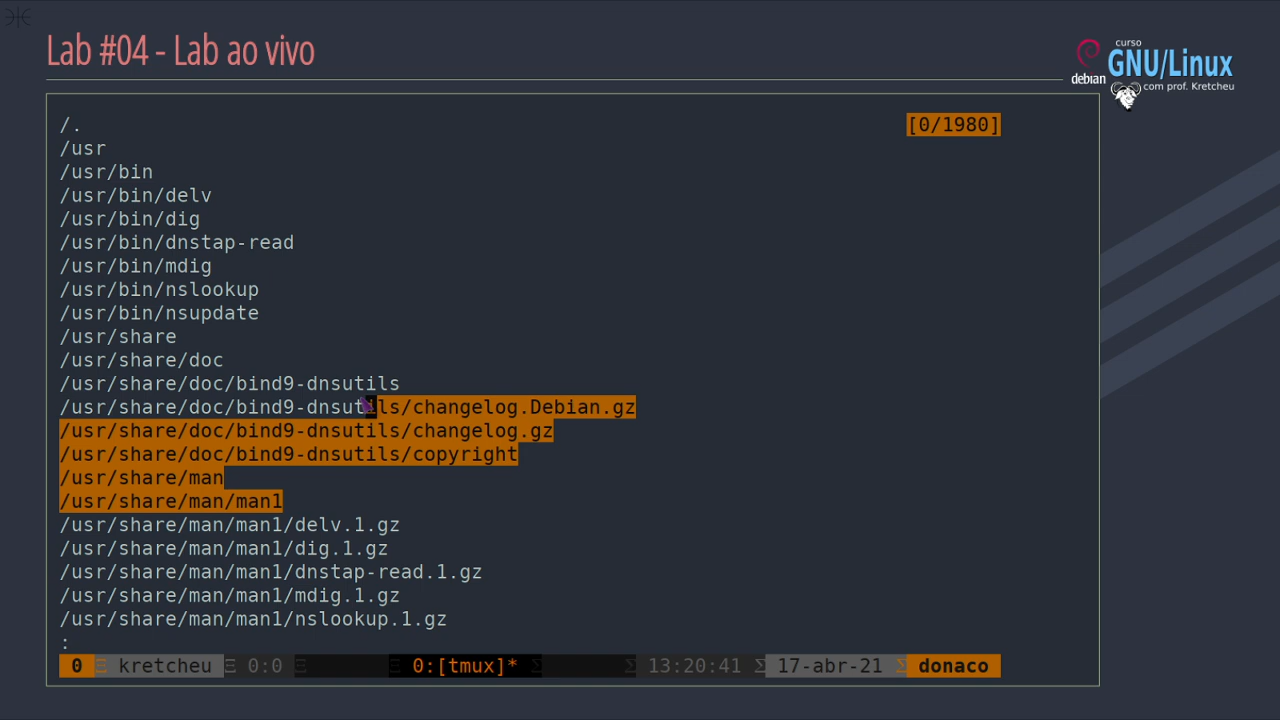 Lab #04 - Lab ao vivo
curso
GNU/Linux
debian
com prof. Kretcheu
/. [0/1980]
/usr
/usr/bin
/usr/bin/delv
/usr/bin/dig
/usr/bin/dnstap-read
/usr/bin/mdig
/usr/bin/nslookup
/usr/bin/nsupdate
/usr/share
/usr/share/doc
/usr/share/doc/bind9-dnsutils
/usr/share/doc/bind9-dnsutils/changelog.Debian.gz
/usr/share/doc/bind9-dnsutils/changelog.gz
/usr/share/doc/bind9-dnsutils/copyright
/usr/share/man
/usr/share/man/man1
/usr/share/man/man1/delv.1.gz
/usr/share/man/man1/dig.1.gz
/usr/share/man/man1/dnstap-read.1.gz
/usr/share/man/man1/mdig.1.gz
/usr/share/man/man1/nslookup.1.gz
:
0 Ξ kretcheu Ξ 0:0 Ξ Ξ 0:[tmux]* Σ Σ 13:20:41 Σ 17-abr-21 Σ donaco